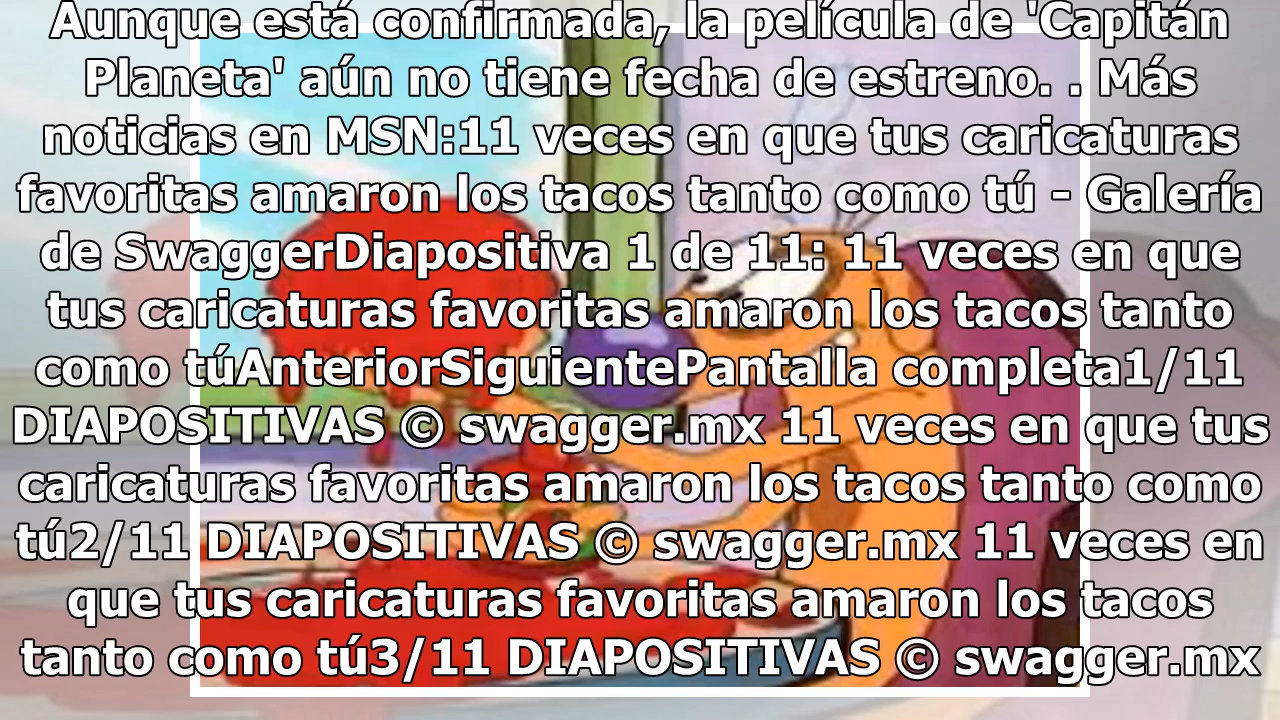 Aunque está confirmada, la película de 'Capitán
Planeta' aún no tiene fecha de estreno. . Más
noticias en MSN:11 veces en que tus caricaturas
favoritas amaron los tacos tanto como tú - Galería
de SwaggerDiapositiva 1 de 11: 11 veces en que
tus caricaturas favoritas amaron los tacos tanto
como túAnteriorSiguientePantalla completa1/11
DIAPOSITIVAS © swagger.mx 11 veces en que tus
caricaturas favoritas amaron los tacos tanto como
tú2/11 DIAPOSITIVAS © swagger.mx 11 veces en
que tus caricaturas favoritas amaron los tacos
tanto como tú3/11 DIAPOSITIVAS © swagger.mx